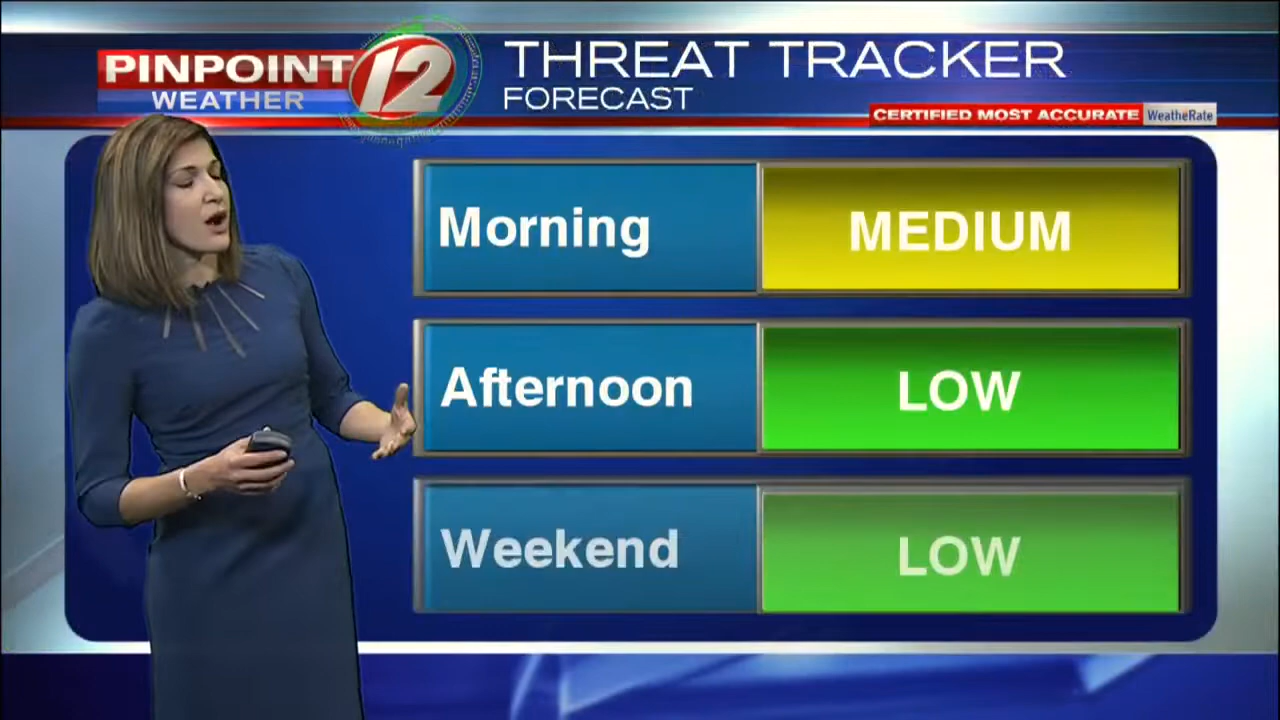 PINPOINT
WEATHER
12
THREAT TRACKER
FORECAST
CERTIFIED MOST ACCURATE WeatheRate
Morning MEDIUM
Afternoon LOW
Weekend LOW